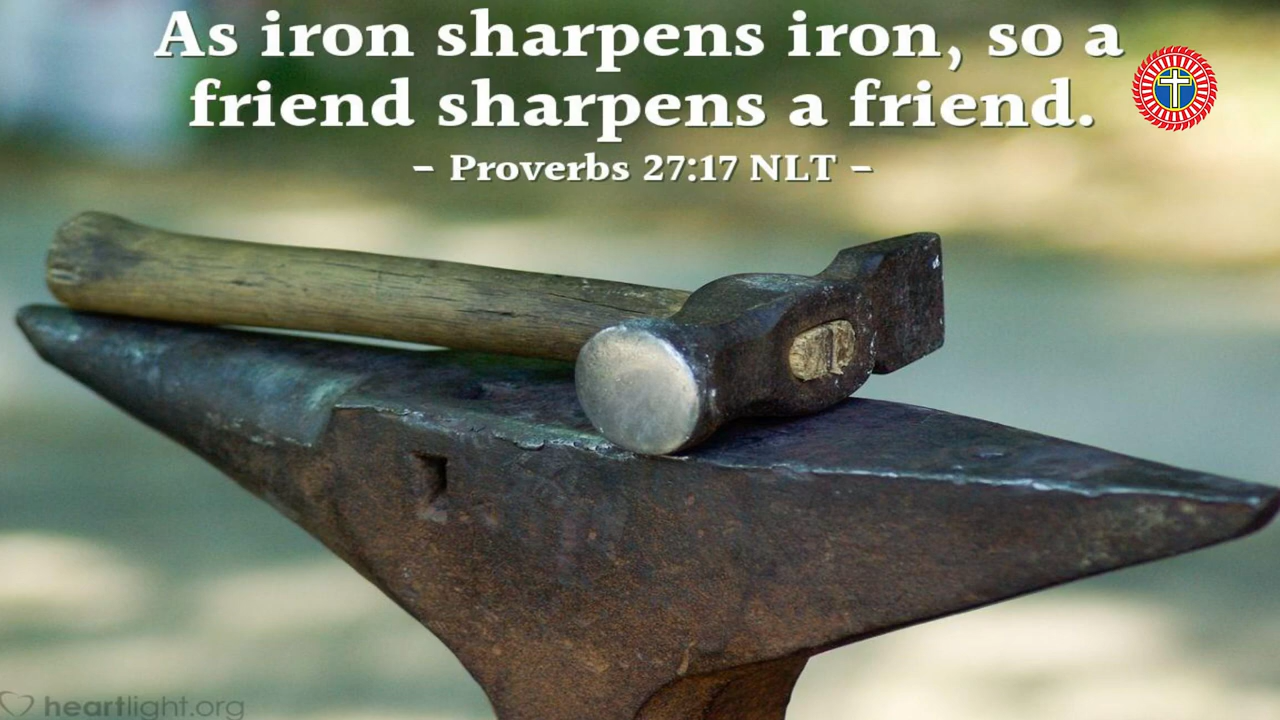 As iron sharpens iron, so a
friend sharpens a friend.
– Proverbs 27:17 NLT –
heartlight.org